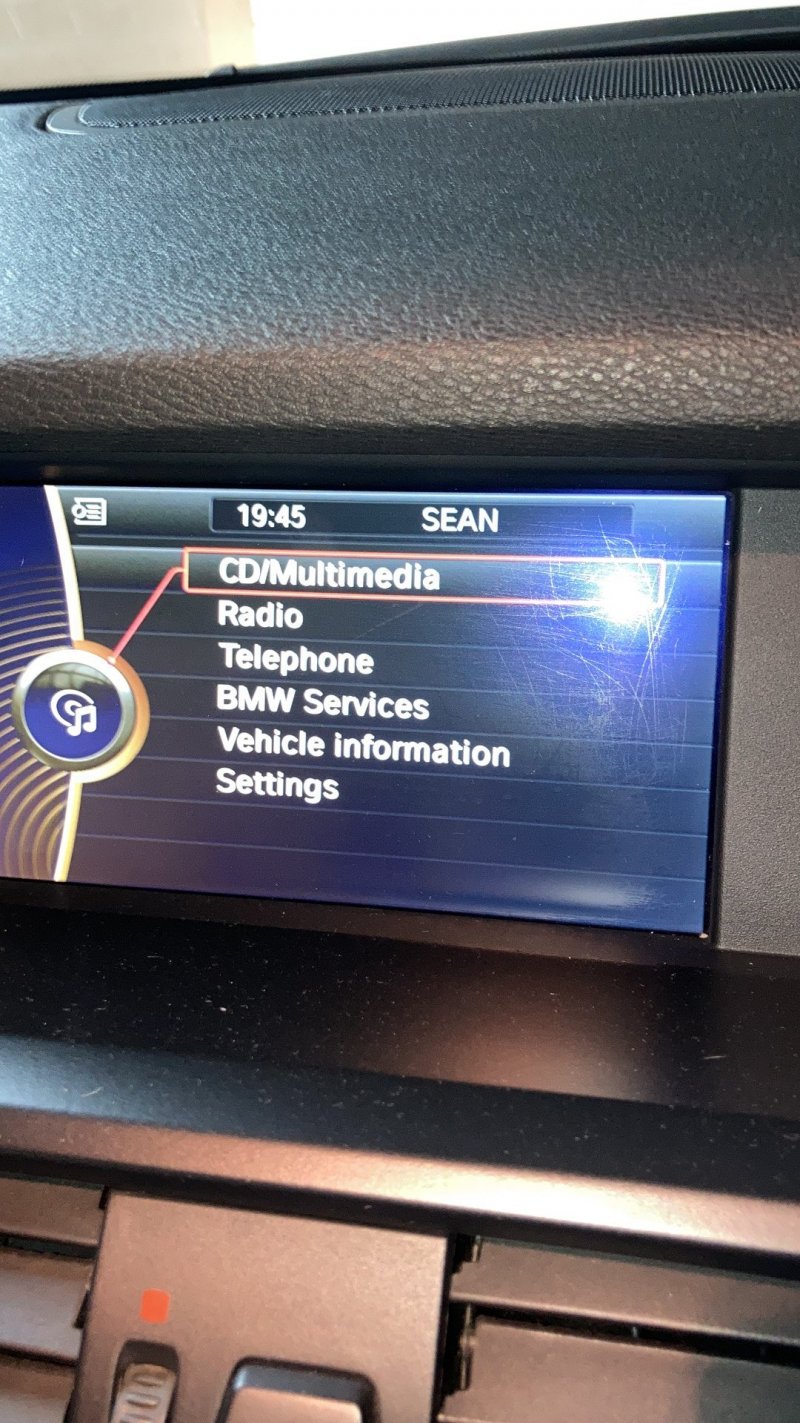 19:45 SEAN
CD/Multimedia
Radio
Telephone
BMW Services
Vehicle information
Settings